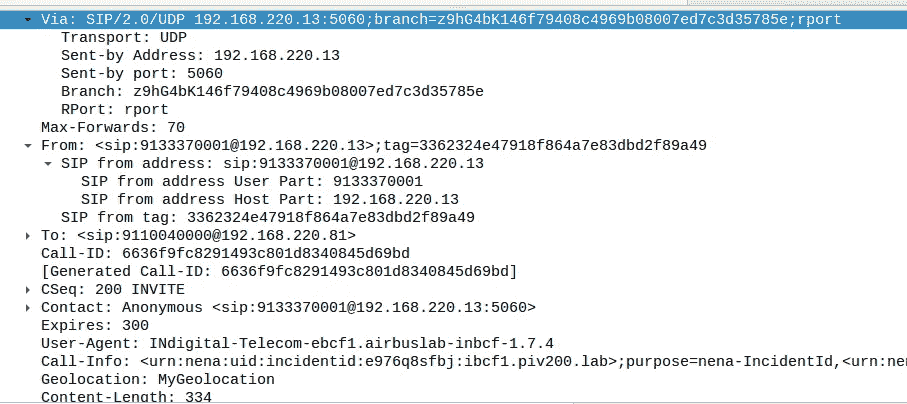 Via: SIP/2.0/UDP 192.168.220.13:5060;branch=z9hG4bK146f79408c4969b08007ed7c3d35785e;rport
Transport: UDP
Sent-by Address: 192.168.220.13
Sent-by port: 5060
Branch: z9hG4bK146f79408c4969b08007ed7c3d35785e
RPort: rport
Max-Forwards: 70
From: <sip:9133370001@192.168.220.13>;tag=3362324e47918f864a7e83dbd2f89a49
SIP from address: sip:9133370001@192.168.220.13
SIP from address User Part: 9133370001
SIP from address Host Part: 192.168.220.13
SIP from tag: 3362324e47918f864a7e83dbd2f89a49
To: <sip:9110040000@192.168.220.81>
Call-ID: 6636f9fc8291493c801d8340845d69bd
[Generated Call-ID: 6636f9fc8291493c801d8340845d69bd]
CSeq: 200 INVITE
Contact: Anonymous <sip:9133370001@192.168.220.13:5060>
Expires: 300
User-Agent: INdigital-Telecom-ebcf1.airbuslab-inbcf-1.7.4
Call-Info: <urn:nena:uid:incidentid:e976q8sfbj:ibcf1.piv200.lab>;purpose=nena-IncidentId,<urn:ne
Geolocation: MyGeolocation
Content-Length: 334